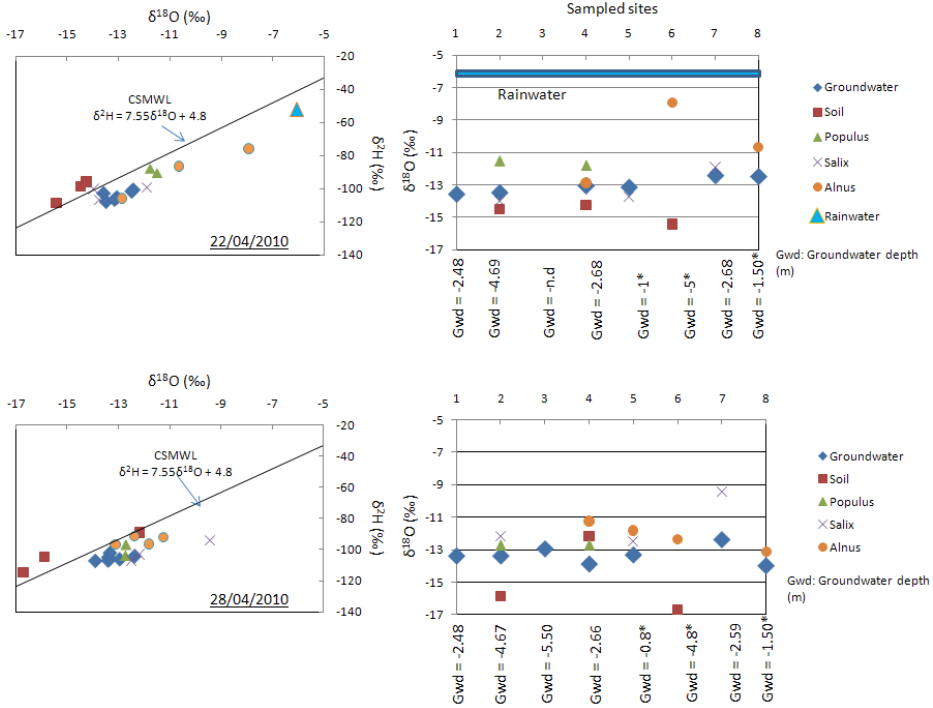 δ18O (‰)
-17 -15 -13 -11 -9 -7 -5
-20
-40
-60
-80
-100
-120
-140
δ2H (‰)
CSMWL
δ2H = 7.55δ18O + 4.8
22/04/2010
Sampled sites
1 2 3 4 5 6 7 8
-5
-7
-9
-11
-13
-15
-17
δ18O (‰)
Rainwater
Gwd = -2.48
Gwd = -4.69
Gwd = -n.d
Gwd = -2.68
Gwd = -1*
Gwd = -5*
Gwd = -2.68
Gwd = -1.50*
Groundwater
Soil
Populus
Salix
Alnus
Rainwater
Gwd: Groundwater depth
(m)
δ18O (‰)
-17 -15 -13 -11 -9 -7 -5
-20
-40
-60
-80
-100
-120
-140
δ2H (‰)
CSMWL
δ2H = 7.55δ18O + 4.8
28/04/2010
1 2 3 4 5 6 7 8
-5
-7
-9
-11
-13
-15
-17
δ18O (‰)
Gwd = -2.48
Gwd = -4.67
Gwd = -5.50
Gwd = -2.66
Gwd = -0.8*
Gwd = -4.8*
Gwd = -2.59
Gwd = -1.50*
Groundwater
Soil
Populus
Salix
Alnus
Gwd: Groundwater depth
(m)